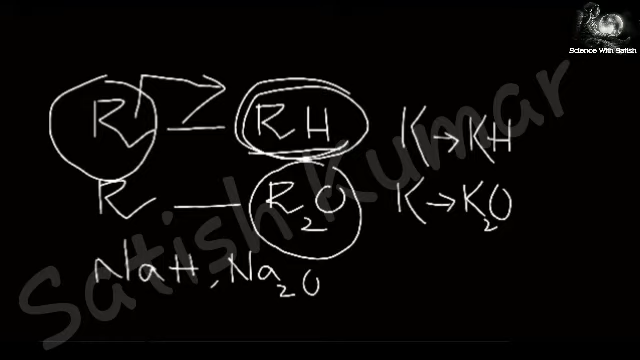 Science With Satish
R — RH K → KH
R — R₂O K → K₂O
NaH, Na₂O
Satish Kumar